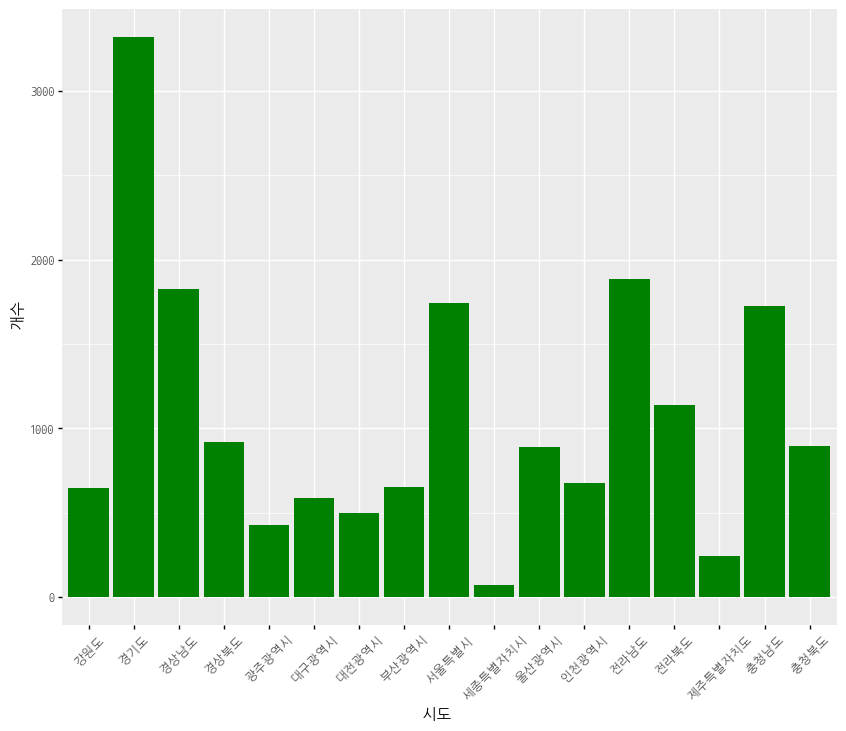 개수
3000
2000
1000
0
강원도
경기도
경상남도
경상북도
광주광역시
대구광역시
대전광역시
부산광역시
서울특별시
세종특별자치시
울산광역시
인천광역시
전라남도
전라북도
제주특별자치도
충청남도
충청북도
시도